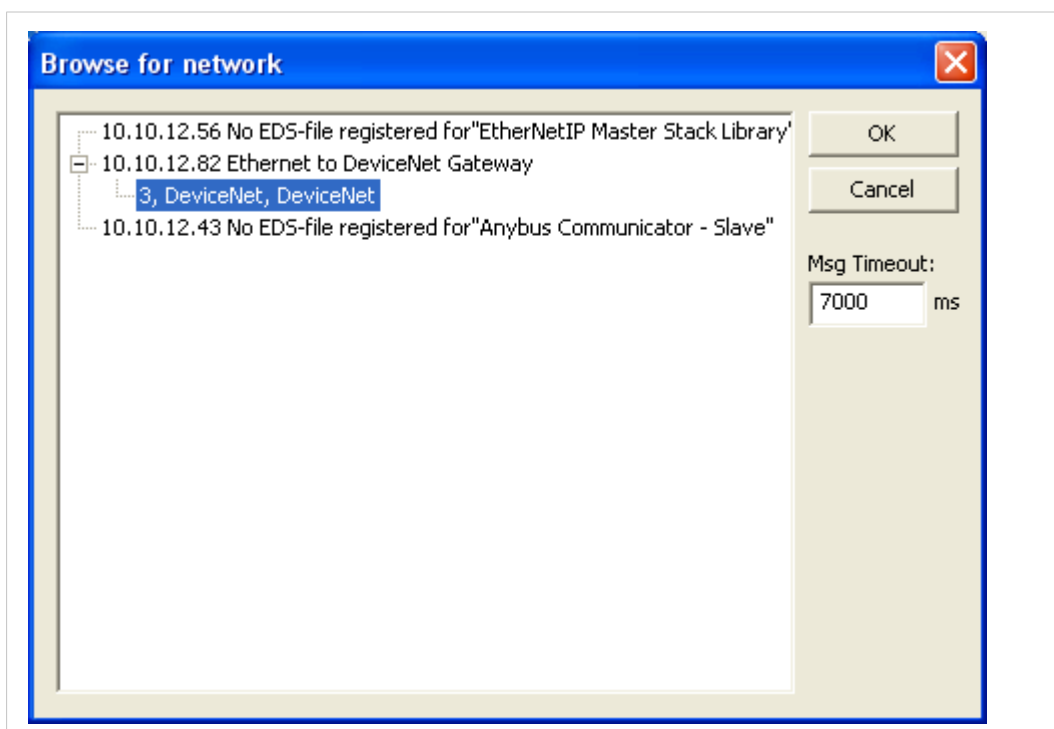 Browse for network
10.10.12.56 No EDS-file registered for"EtherNetIP Master Stack Library"
10.10.12.82 Ethernet to DeviceNet Gateway
3, DeviceNet, DeviceNet
10.10.12.43 No EDS-file registered for"Anybus Communicator - Slave"
OK
Cancel
Msg Timeout:
7000 ms